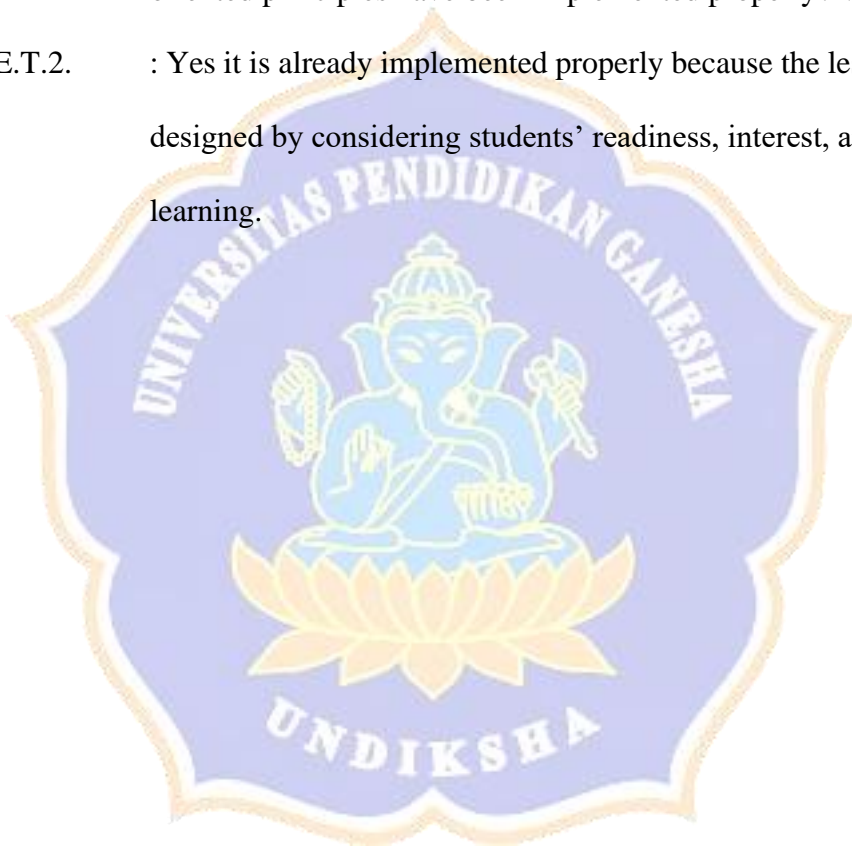 E.T.2. : Yes it is already implemented properly because the le
designed by considering students’ readiness, interest, a
learning.
UNIVERSITAS PENDIDIKAN GANESHA
UNDIKSHA